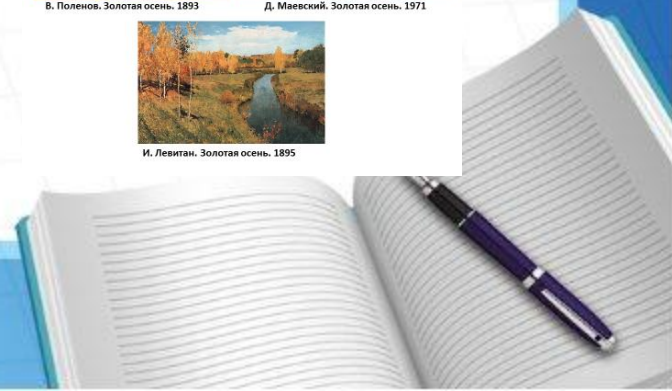 В. Поленов. Золотая осень. 1893
Д. Маевский. Золотая осень. 1971
И. Левитан. Золотая осень. 1895